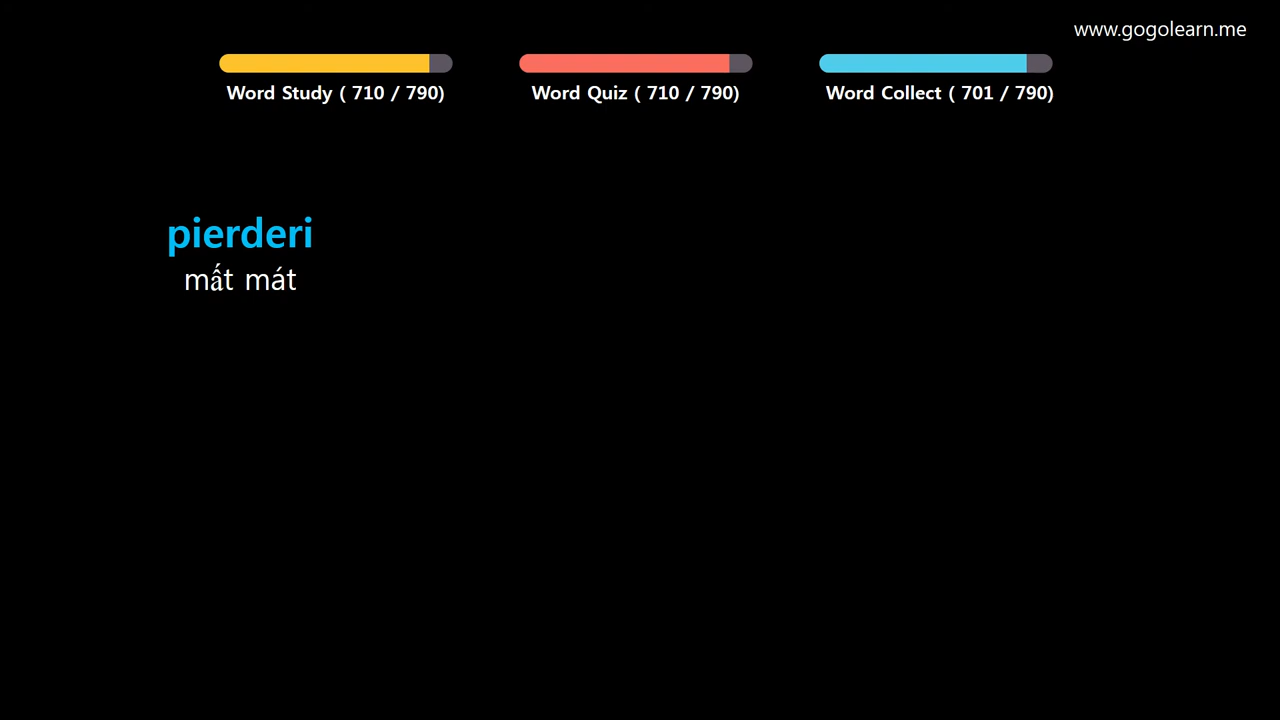 www.gogolearn.me
Word Study ( 710 / 790)
Word Quiz ( 710 / 790)
Word Collect ( 701 / 790)
pierderi
mất mát